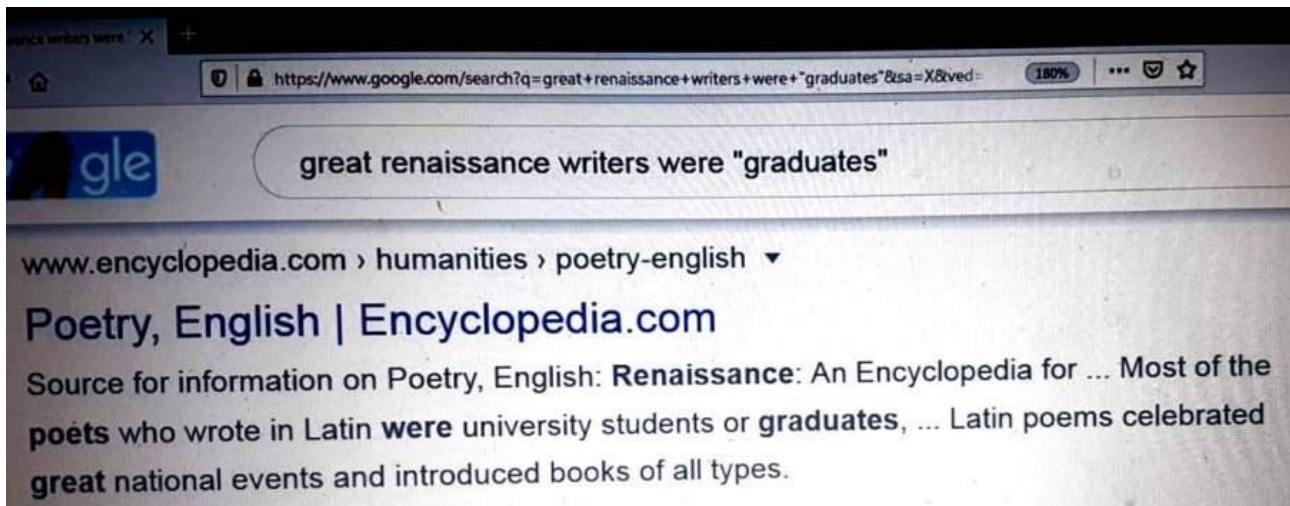 ance writers were "
https://www.google.com/search?q=great+renaissance+writers+were+"graduates"&sa=X&ved=
180%
gle
great renaissance writers were "graduates"
www.encyclopedia.com › humanities › poetry-english
Poetry, English | Encyclopedia.com
Source for information on Poetry, English: Renaissance: An Encyclopedia for ... Most of the
poets who wrote in Latin were university students or graduates, ... Latin poems celebrated
great national events and introduced books of all types.